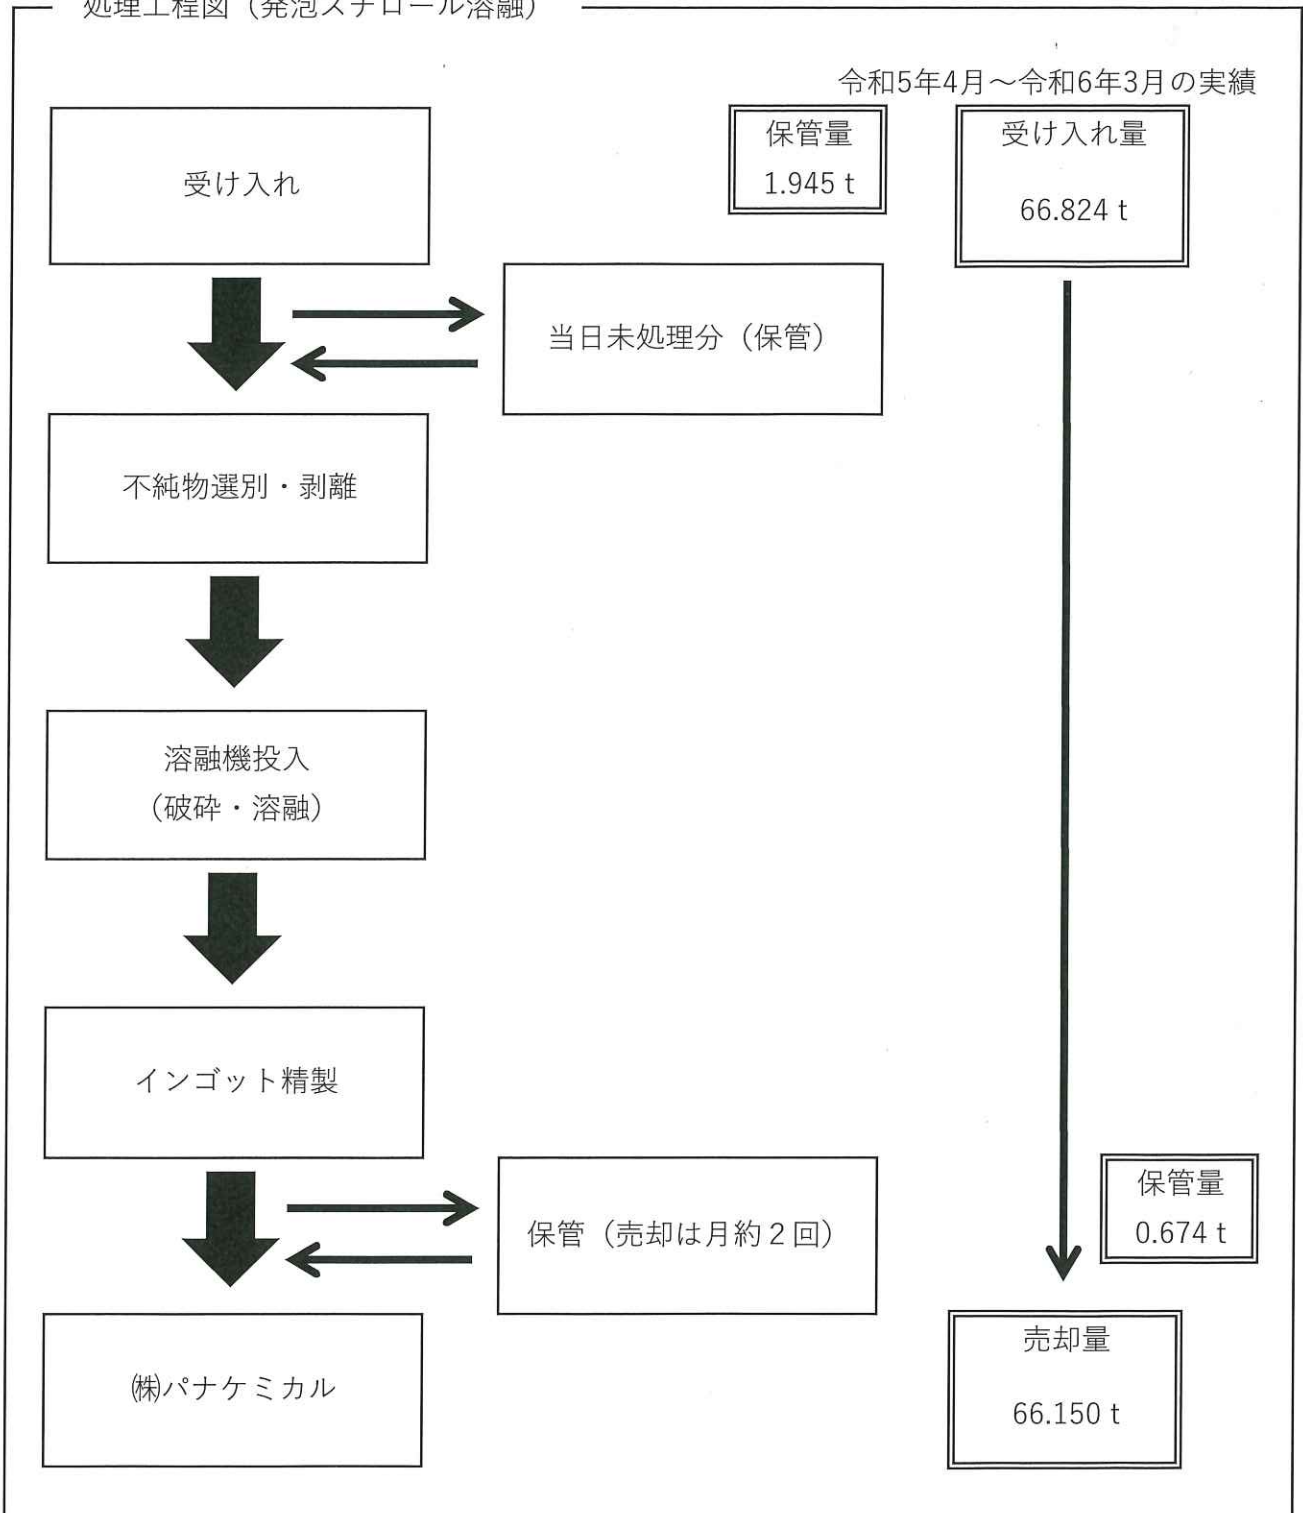 処理工程図（発泡スチロール溶融）
令和5年4月～令和6年3月の実績
受け入れ
保管量
1.945 t
受け入れ量
66.824 t
当日未処理分（保管）
不純物選別・剥離
溶融機投入
（破砕・溶融）
インゴット精製
保管（売却は月約２回）
保管量
0.674 t
㈱パナケミカル
売却量
66.150 t